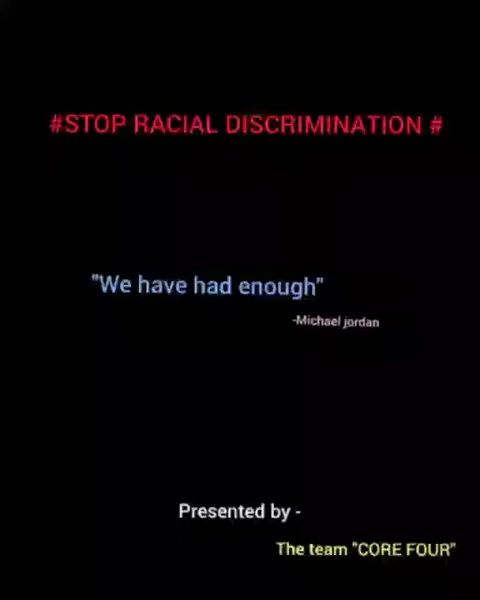 #STOP RACIAL DISCRIMINATION #
"We have had enough"
-Michael jordan
Presented by -
The team "CORE FOUR"